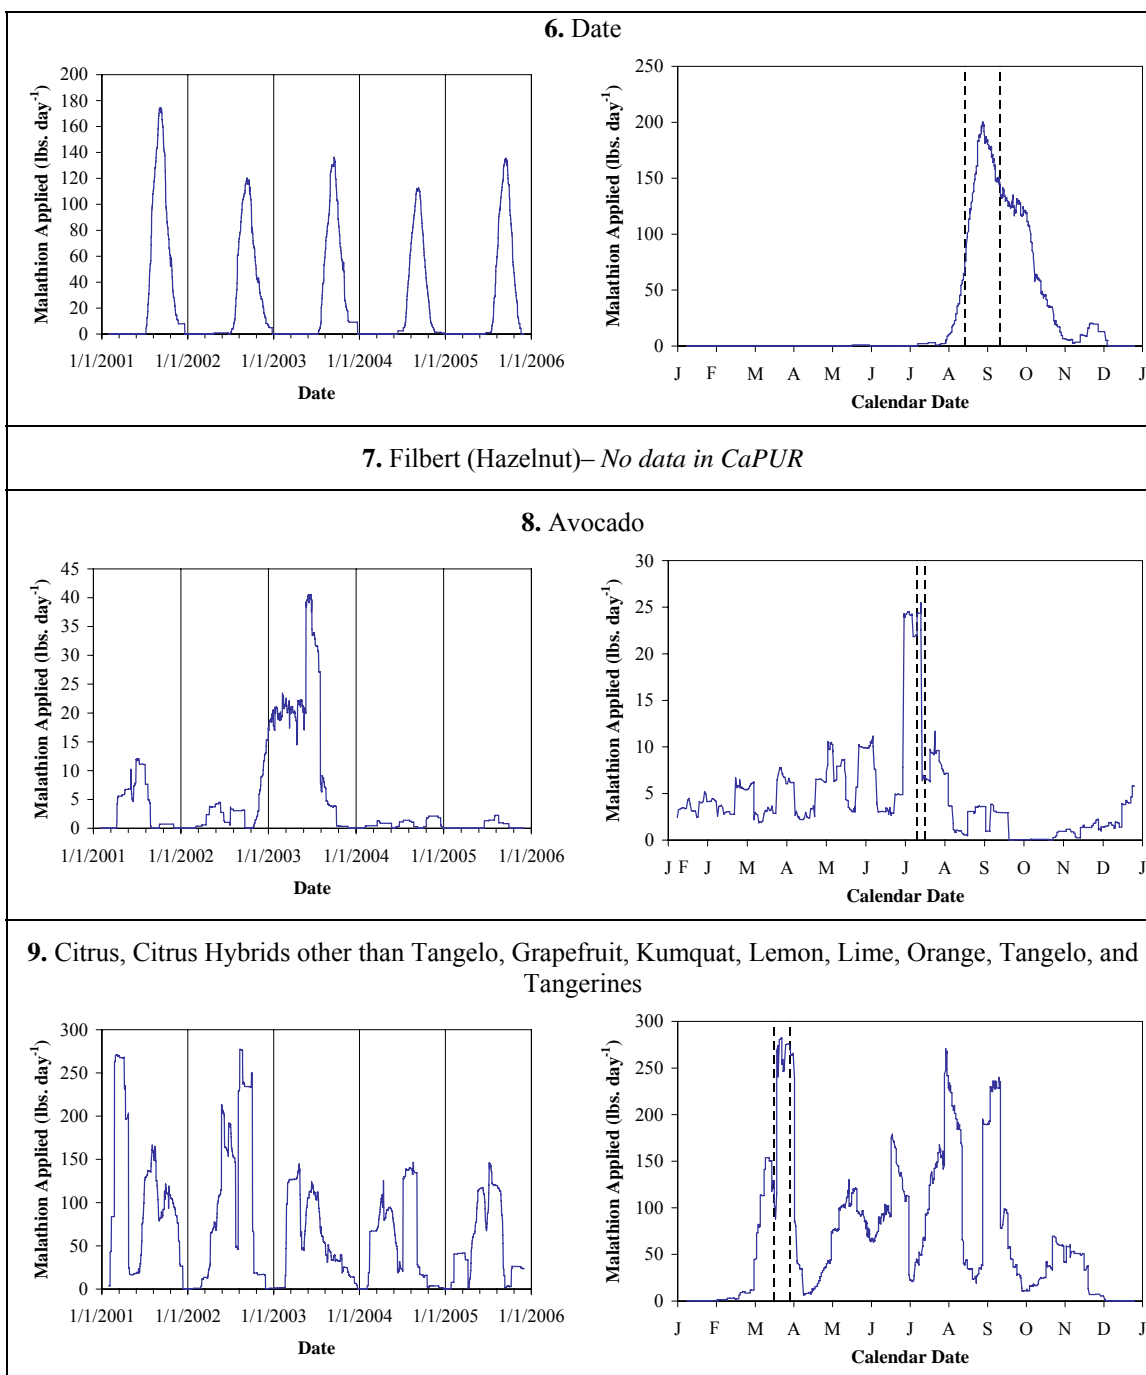 6. Date
Malathion Applied (lbs. day-1)
200
180
160
140
120
100
80
60
40
20
0
1/1/2001 1/1/2002 1/1/2003 1/1/2004 1/1/2005 1/1/2006
Date
Malathion Applied (lbs. day-1)
250
200
150
100
50
0
J F M A M J J A S O N D J
Calendar Date
7. Filbert (Hazelnut)– No data in CaPUR
8. Avocado
Malathion Applied (lbs. day-1)
45
40
35
30
25
20
15
10
5
0
1/1/2001 1/1/2002 1/1/2003 1/1/2004 1/1/2005 1/1/2006
Date
Malathion Applied (lbs. day-1)
30
25
20
15
10
5
0
J F J M A M J J A S O N D J
Calendar Date
9. Citrus, Citrus Hybrids other than Tangelo, Grapefruit, Kumquat, Lemon, Lime, Orange, Tangelo, and
Tangerines
Malathion Applied (lbs. day-1)
300
250
200
150
100
50
0
1/1/2001 1/1/2002 1/1/2003 1/1/2004 1/1/2005 1/1/2006
Date
Malathion Applied (lbs. day-1)
300
250
200
150
100
50
0
J F M A M J J A S O N D J
Calendar Date